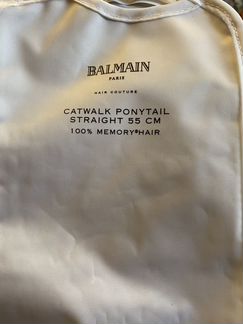 BALMAIN
PARIS
HAIR COUTURE
CATWALK PONYTAIL
STRAIGHT 55 CM
100% MEMORY®HAIR